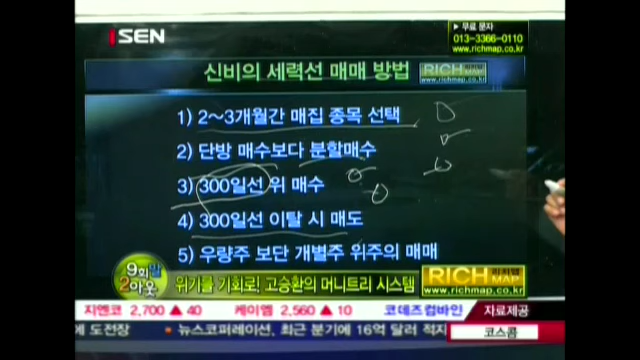 SEN
무료 문자
013-3366-0110
www.richmap.co.kr
신비의 세력선 매매 방법
RICH 리치맵
MAP www.richmap.co.kr
1) 2~3개월간 매집 종목 선택
2) 단방 매수보다 분할매수
3) 300일선 위 매수
4) 300일선 이탈 시 매도
5) 우량주 보단 개별주 위주의 매매
9회말
2아웃
위기를 기회로! 고승환의 머니트리 시스템
RICH 리치맵
MAP www.richmap.co.kr
지엔코 2,700 ▲ 40 케이엠 2,560 ▲ 10 코데즈컴바인
자료제공
에 도전장 뉴스코퍼레이션, 최근 분기에 16억 달러 적지
코스콤